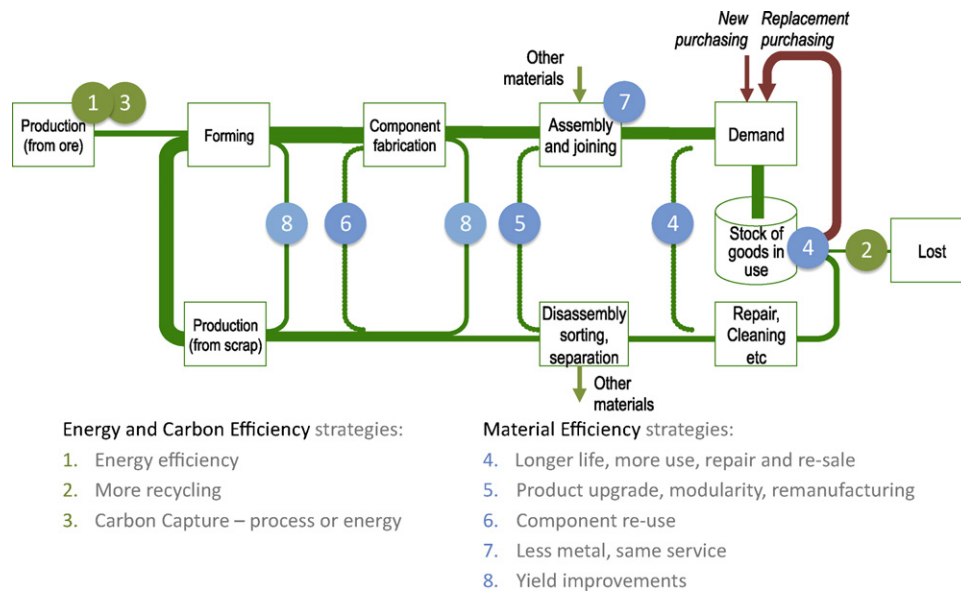 New
purchasing
Replacement
purchasing
Other
materials
1
3
7
Production
(from ore)
Forming
Component
fabrication
Assembly
and joining
Demand
8
6
8
5
4
Stock of
goods in
use
4
2
Lost
Production
(from scrap)
Disassembly
sorting,
separation
Repair,
Cleaning
etc
Other
materials
Energy and Carbon Efficiency strategies:
1. Energy efficiency
2. More recycling
3. Carbon Capture – process or energy
Material Efficiency strategies:
4. Longer life, more use, repair and re-sale
5. Product upgrade, modularity, remanufacturing
6. Component re-use
7. Less metal, same service
8. Yield improvements